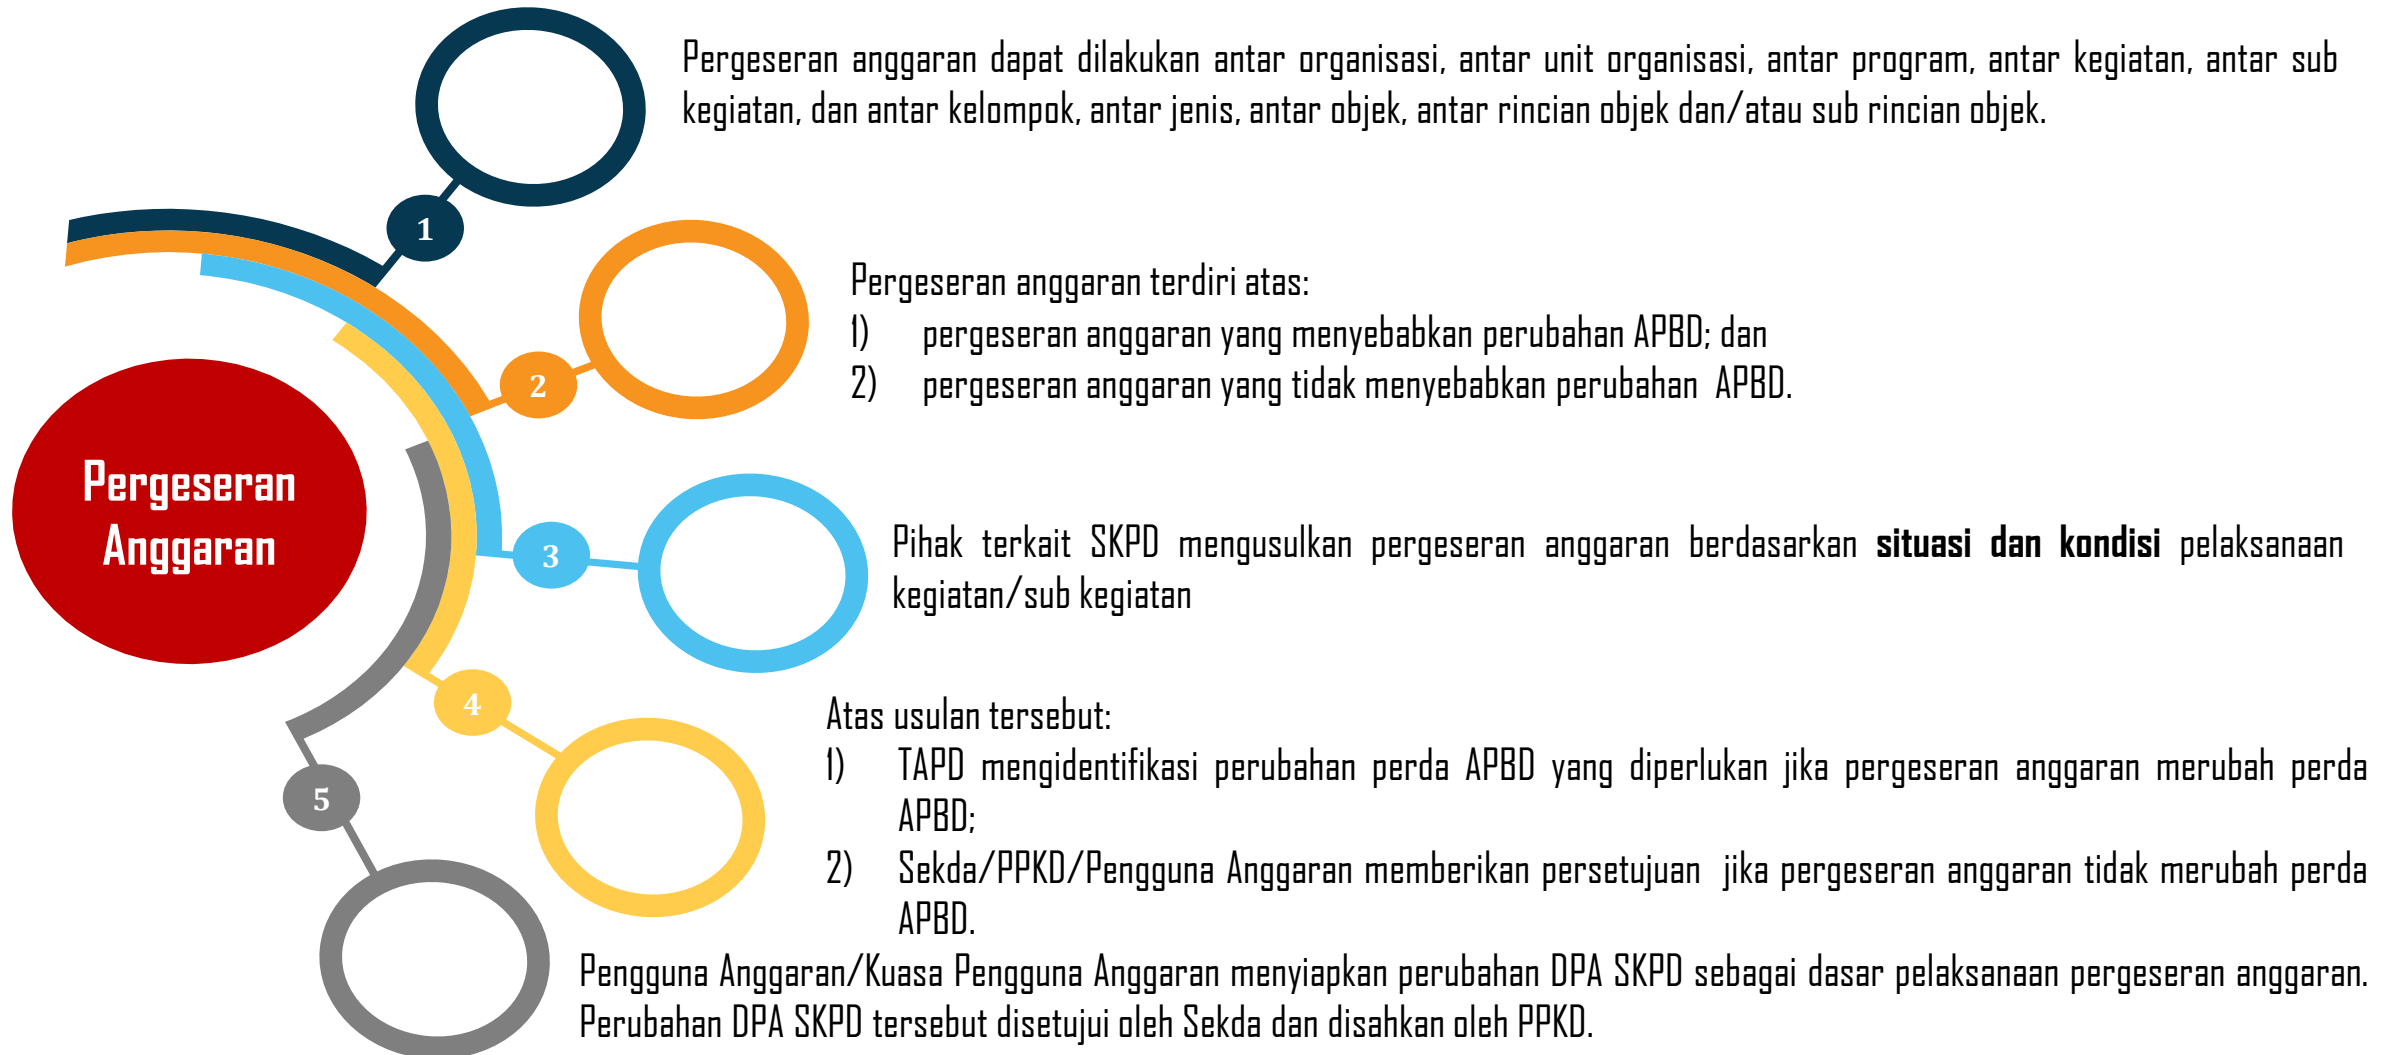 Pergeseran anggaran dapat dilakukan antar organisasi, antar unit organisasi, antar program, antar kegiatan, antar sub
kegiatan, dan antar kelompok, antar jenis, antar objek, antar rincian objek dan/atau sub rincian objek.
1
Pergeseran anggaran terdiri atas:
1) pergeseran anggaran yang menyebabkan perubahan APBD; dan
2) pergeseran anggaran yang tidak menyebabkan perubahan APBD.
2
Pergeseran
Anggaran
Pihak terkait SKPD mengusulkan pergeseran anggaran berdasarkan situasi dan kondisi pelaksanaan
kegiatan/sub kegiatan
3
Atas usulan tersebut:
1) TAPD mengidentifikasi perubahan perda APBD yang diperlukan jika pergeseran anggaran merubah perda
APBD;
2) Sekda/PPKD/Pengguna Anggaran memberikan persetujuan jika pergeseran anggaran tidak merubah perda
APBD.
4
5
Pengguna Anggaran/Kuasa Pengguna Anggaran menyiapkan perubahan DPA SKPD sebagai dasar pelaksanaan pergeseran anggaran.
Perubahan DPA SKPD tersebut disetujui oleh Sekda dan disahkan oleh PPKD.